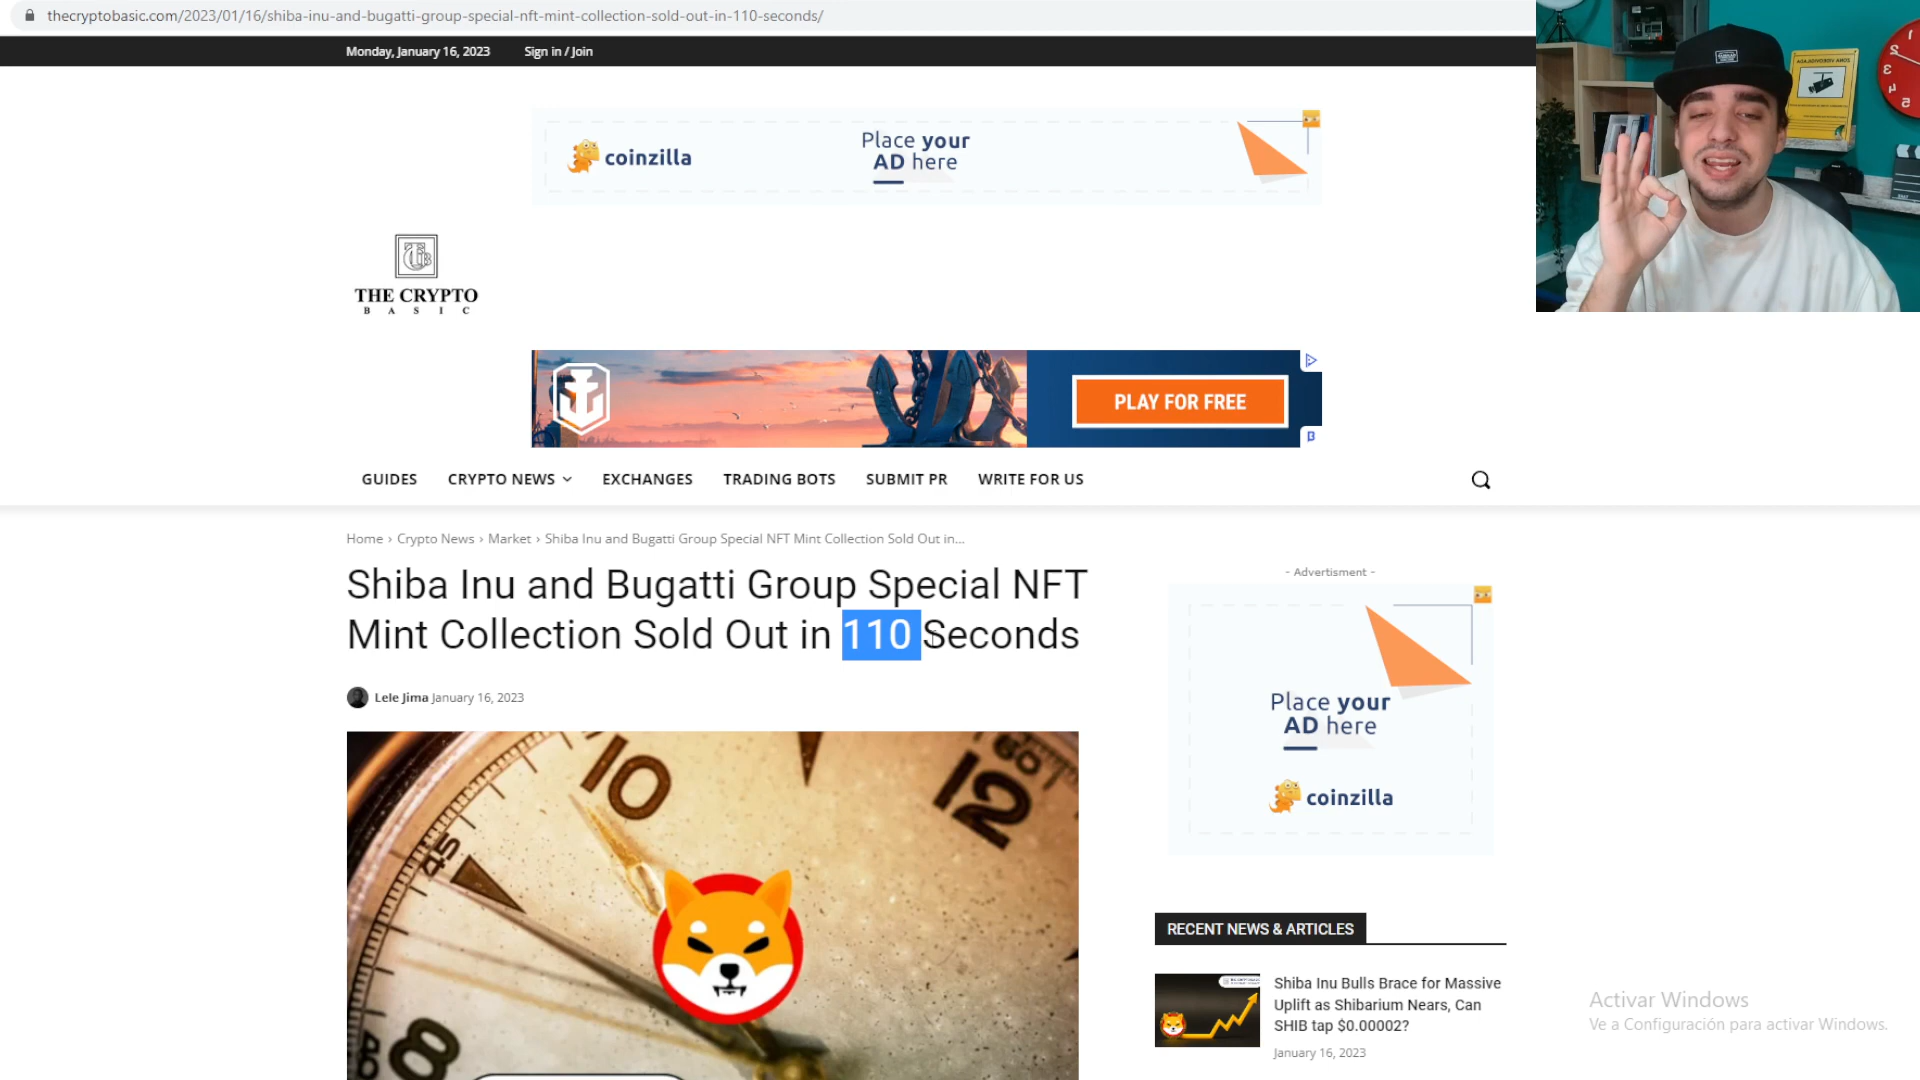 thecryptobasic.com/2023/01/16/shiba-inu-and-bugatti-group-special-nft-mint-collection-sold-out-in-110-seconds/
Monday, January 16, 2023
Sign in / Join
coinzilla
Place your
AD here
THE CRYPTO
BASIC
PLAY FOR FREE
GUIDES
CRYPTO NEWS
EXCHANGES
TRADING BOTS
SUBMIT PR
WRITE FOR US
Home › Crypto News › Market › Shiba Inu and Bugatti Group Special NFT Mint Collection Sold Out in...
Shiba Inu and Bugatti Group Special NFT
Mint Collection Sold Out in 110 Seconds
Lele Jima January 16, 2023
10
60
12
45
08
- Advertisment -
Place your
AD here
coinzilla
RECENT NEWS & ARTICLES
Shiba Inu Bulls Brace for Massive
Uplift as Shibarium Nears, Can
SHIB tap $0.00002?
January 16, 2023
Activar Windows
Ve a Configuración para activar Windows.